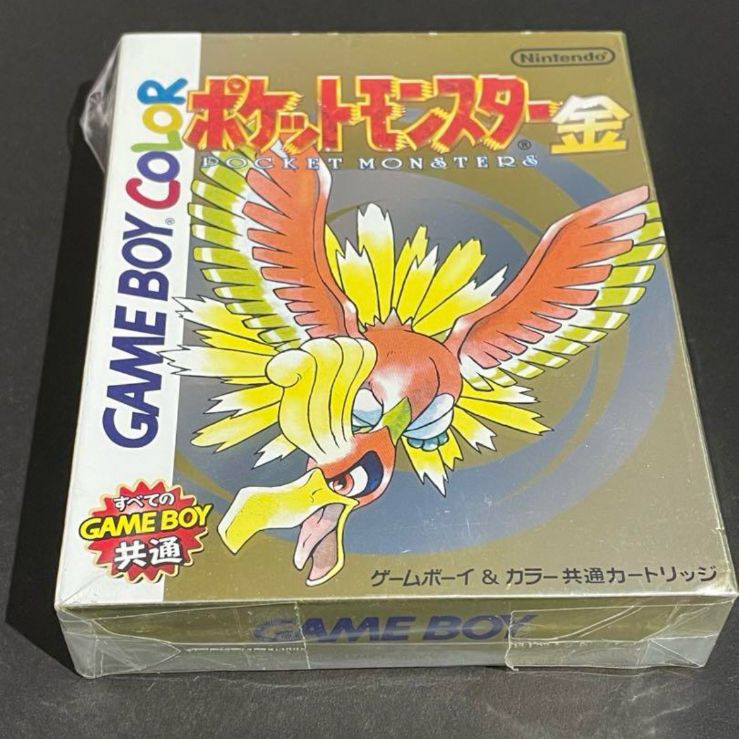 Nintendo
ポケットモンスター金
POCKET MONSTERS®
GAME BOY® COLOR
すべての
GAME BOY
共通
ゲームボーイ & カラー共通カートリッジ
GAME BOY